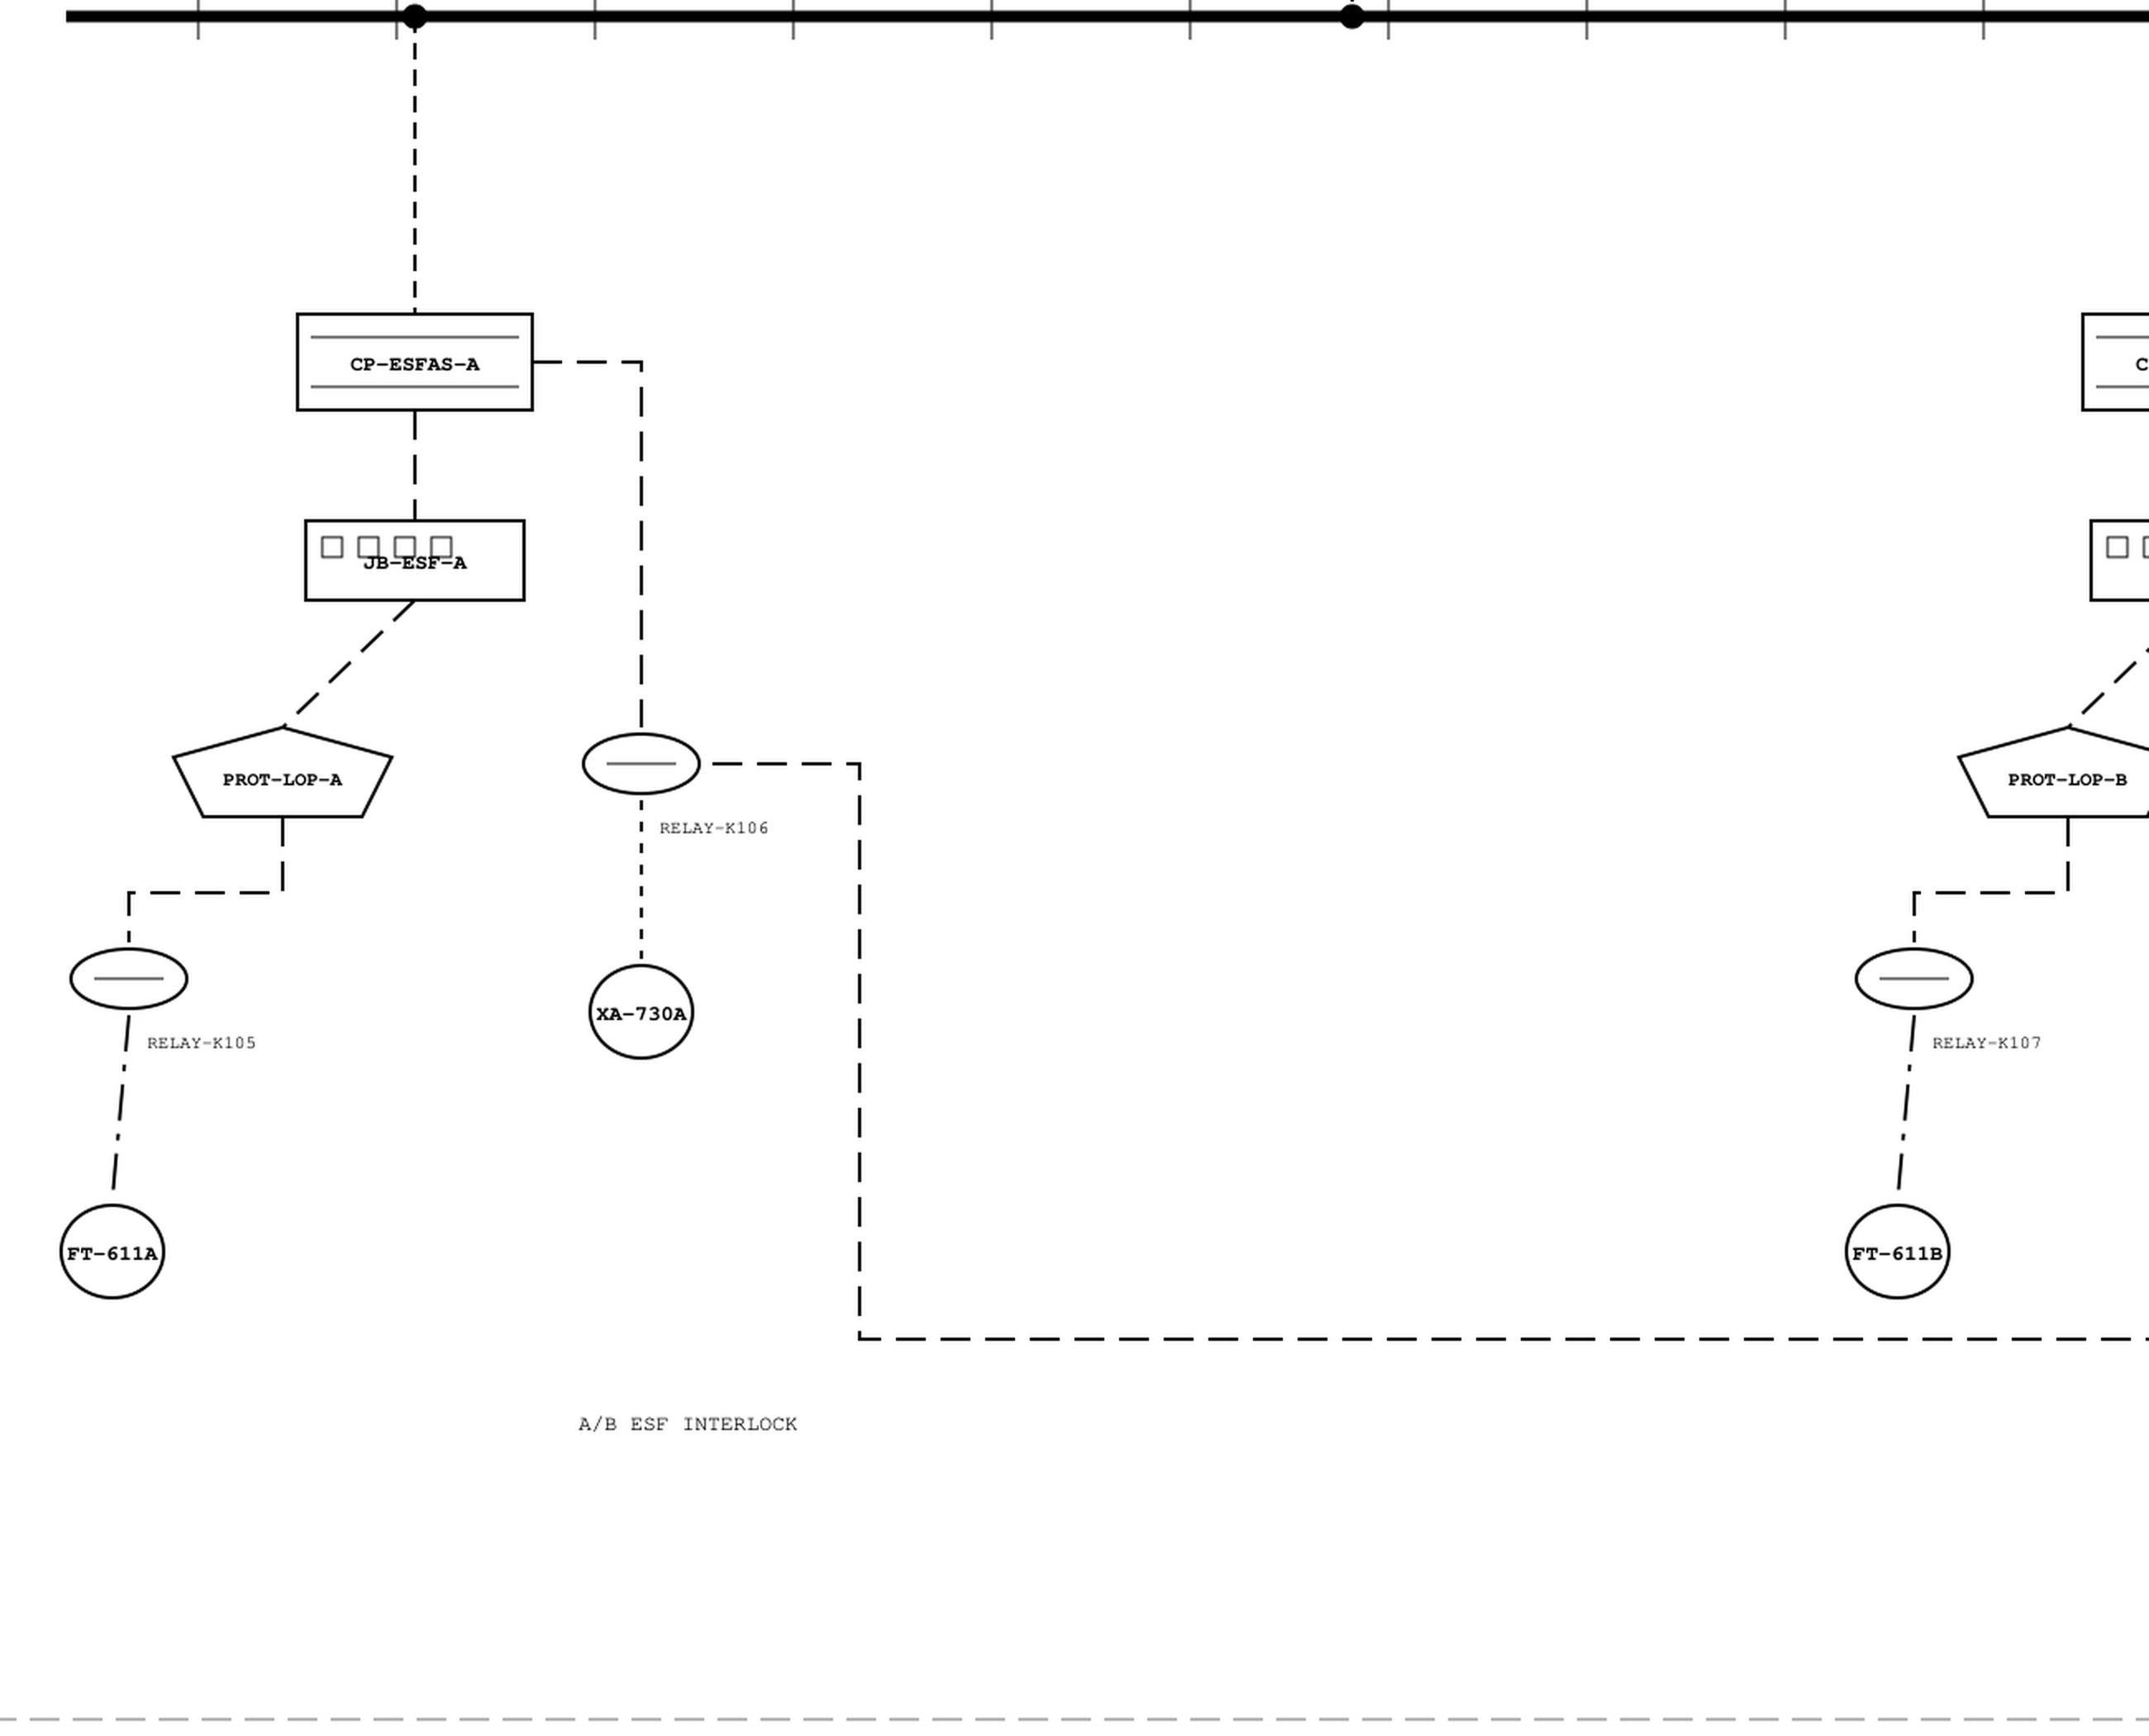 CP-ESFAS-A
C
JB-ESF-A
PROT-LOP-A
PROT-LOP-B
RELAY-K106
XA-730A
RELAY-K105
RELAY-K107
FT-611A
FT-611B
A/B ESF INTERLOCK